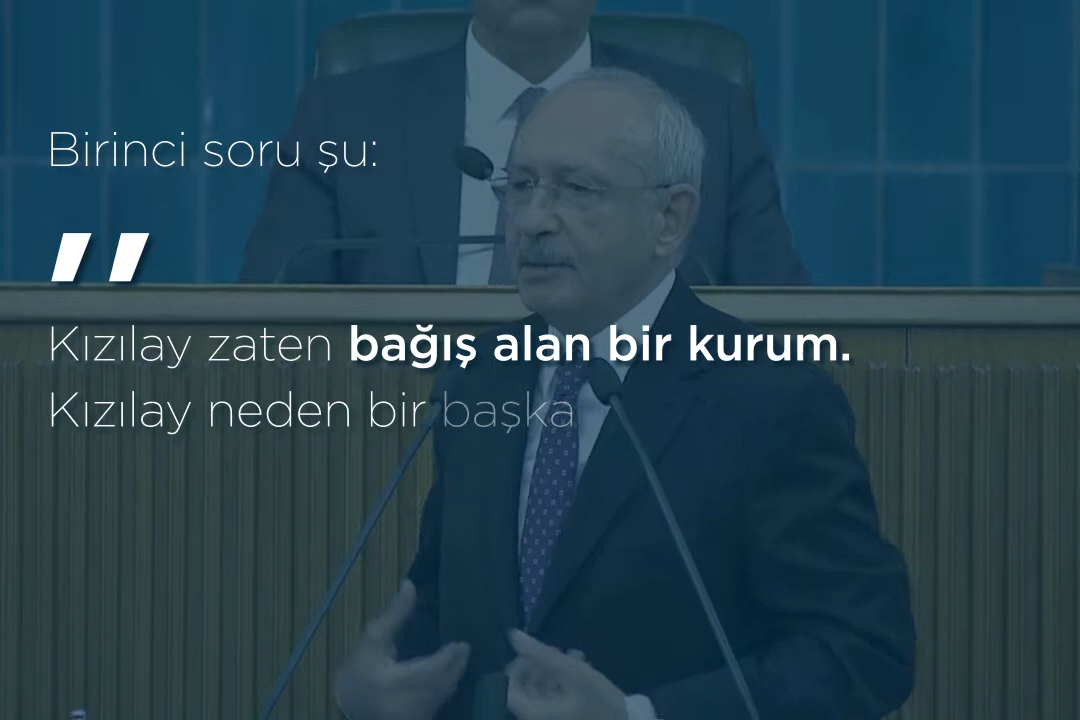 Birinci soru şu:
"
Kızılay zaten bağış alan bir kurum.
Kızılay neden bir başka